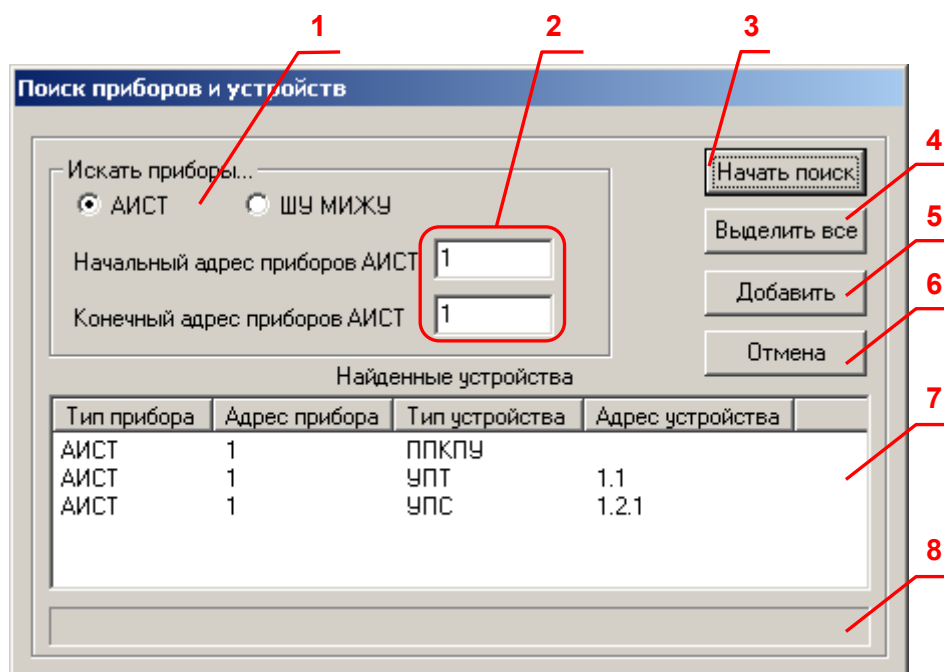 1 2 3
Поиск приборов и устройств
4
Искать приборы...
Начать поиск
АИСТ ШУ МИЖУ
5
Выделить все
Начальный адрес приборов АИСТ 1
6
Добавить
Конечный адрес приборов АИСТ 1
Отмена
Найденные устройства
7
Тип прибора Адрес прибора Тип устройства Адрес устройства
АИСТ 1 ППКПУ
АИСТ 1 УПТ 1.1
АИСТ 1 УПС 1.2.1
8